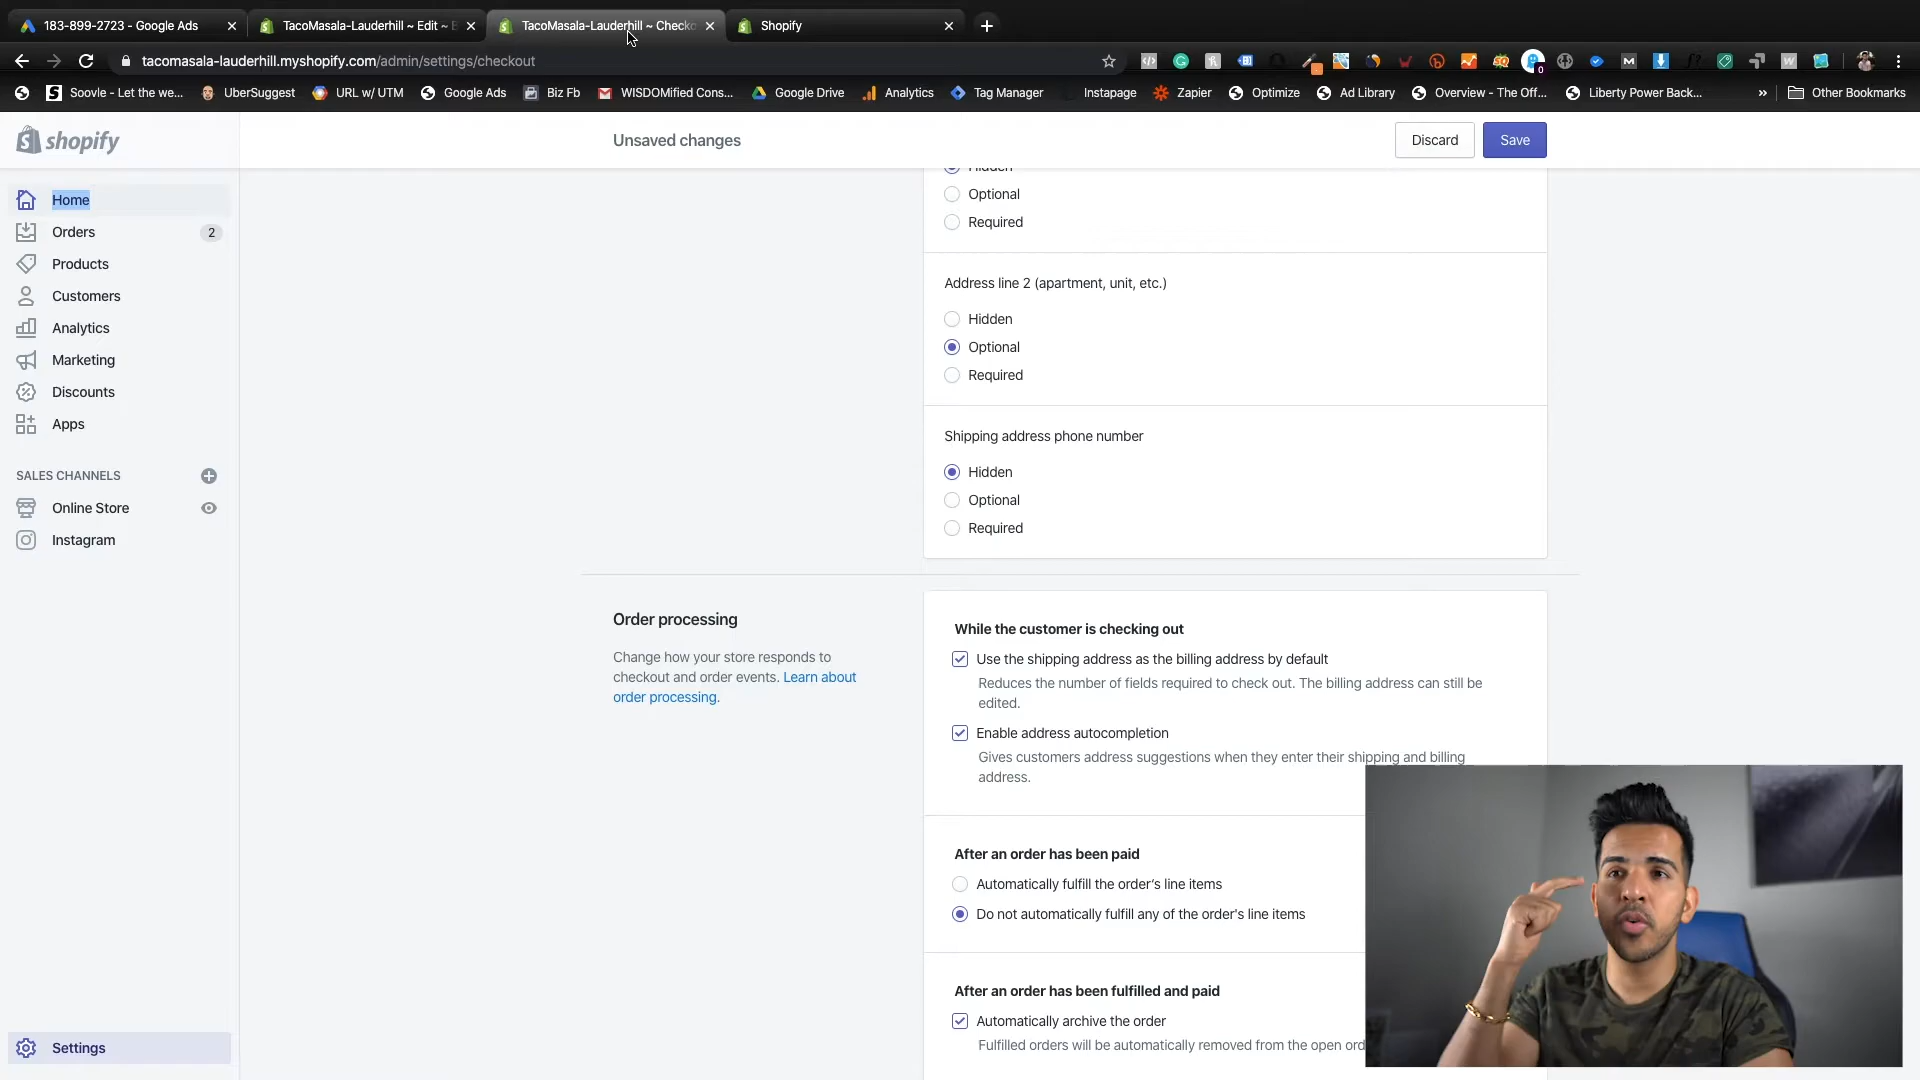 183-899-2723 - Google Ads
TacoMasala-Lauderhill ~ Edit ~
TacoMasala-Lauderhill ~ Checko
Shopify
tacomasala-lauderhill.myshopify.com/admin/settings/checkout
Soovle - Let the we...
UberSuggest
URL w/ UTM
Google Ads
Biz Fb
WISDOMified Cons...
Google Drive
Analytics
Tag Manager
Instapage
Zapier
Optimize
Ad Library
Overview - The Off...
Liberty Power Back...
»
Other Bookmarks
shopify
Unsaved changes
Discard
Save
Home
Orders
2
Products
Customers
Analytics
Marketing
Discounts
Apps
SALES CHANNELS
Online Store
Instagram
Settings
Hidden
Optional
Required
Address line 2 (apartment, unit, etc.)
Hidden
Optional
Required
Shipping address phone number
Hidden
Optional
Required
Order processing
Change how your store responds to
checkout and order events. Learn about
order processing.
While the customer is checking out
Use the shipping address as the billing address by default
Reduces the number of fields required to check out. The billing address can still be
edited.
Enable address autocompletion
Gives customers address suggestions when they enter their shipping and billing
address.
After an order has been paid
Automatically fulfill the order's line items
Do not automatically fulfill any of the order's line items
After an order has been fulfilled and paid
Automatically archive the order
Fulfilled orders will be automatically removed from the open ord